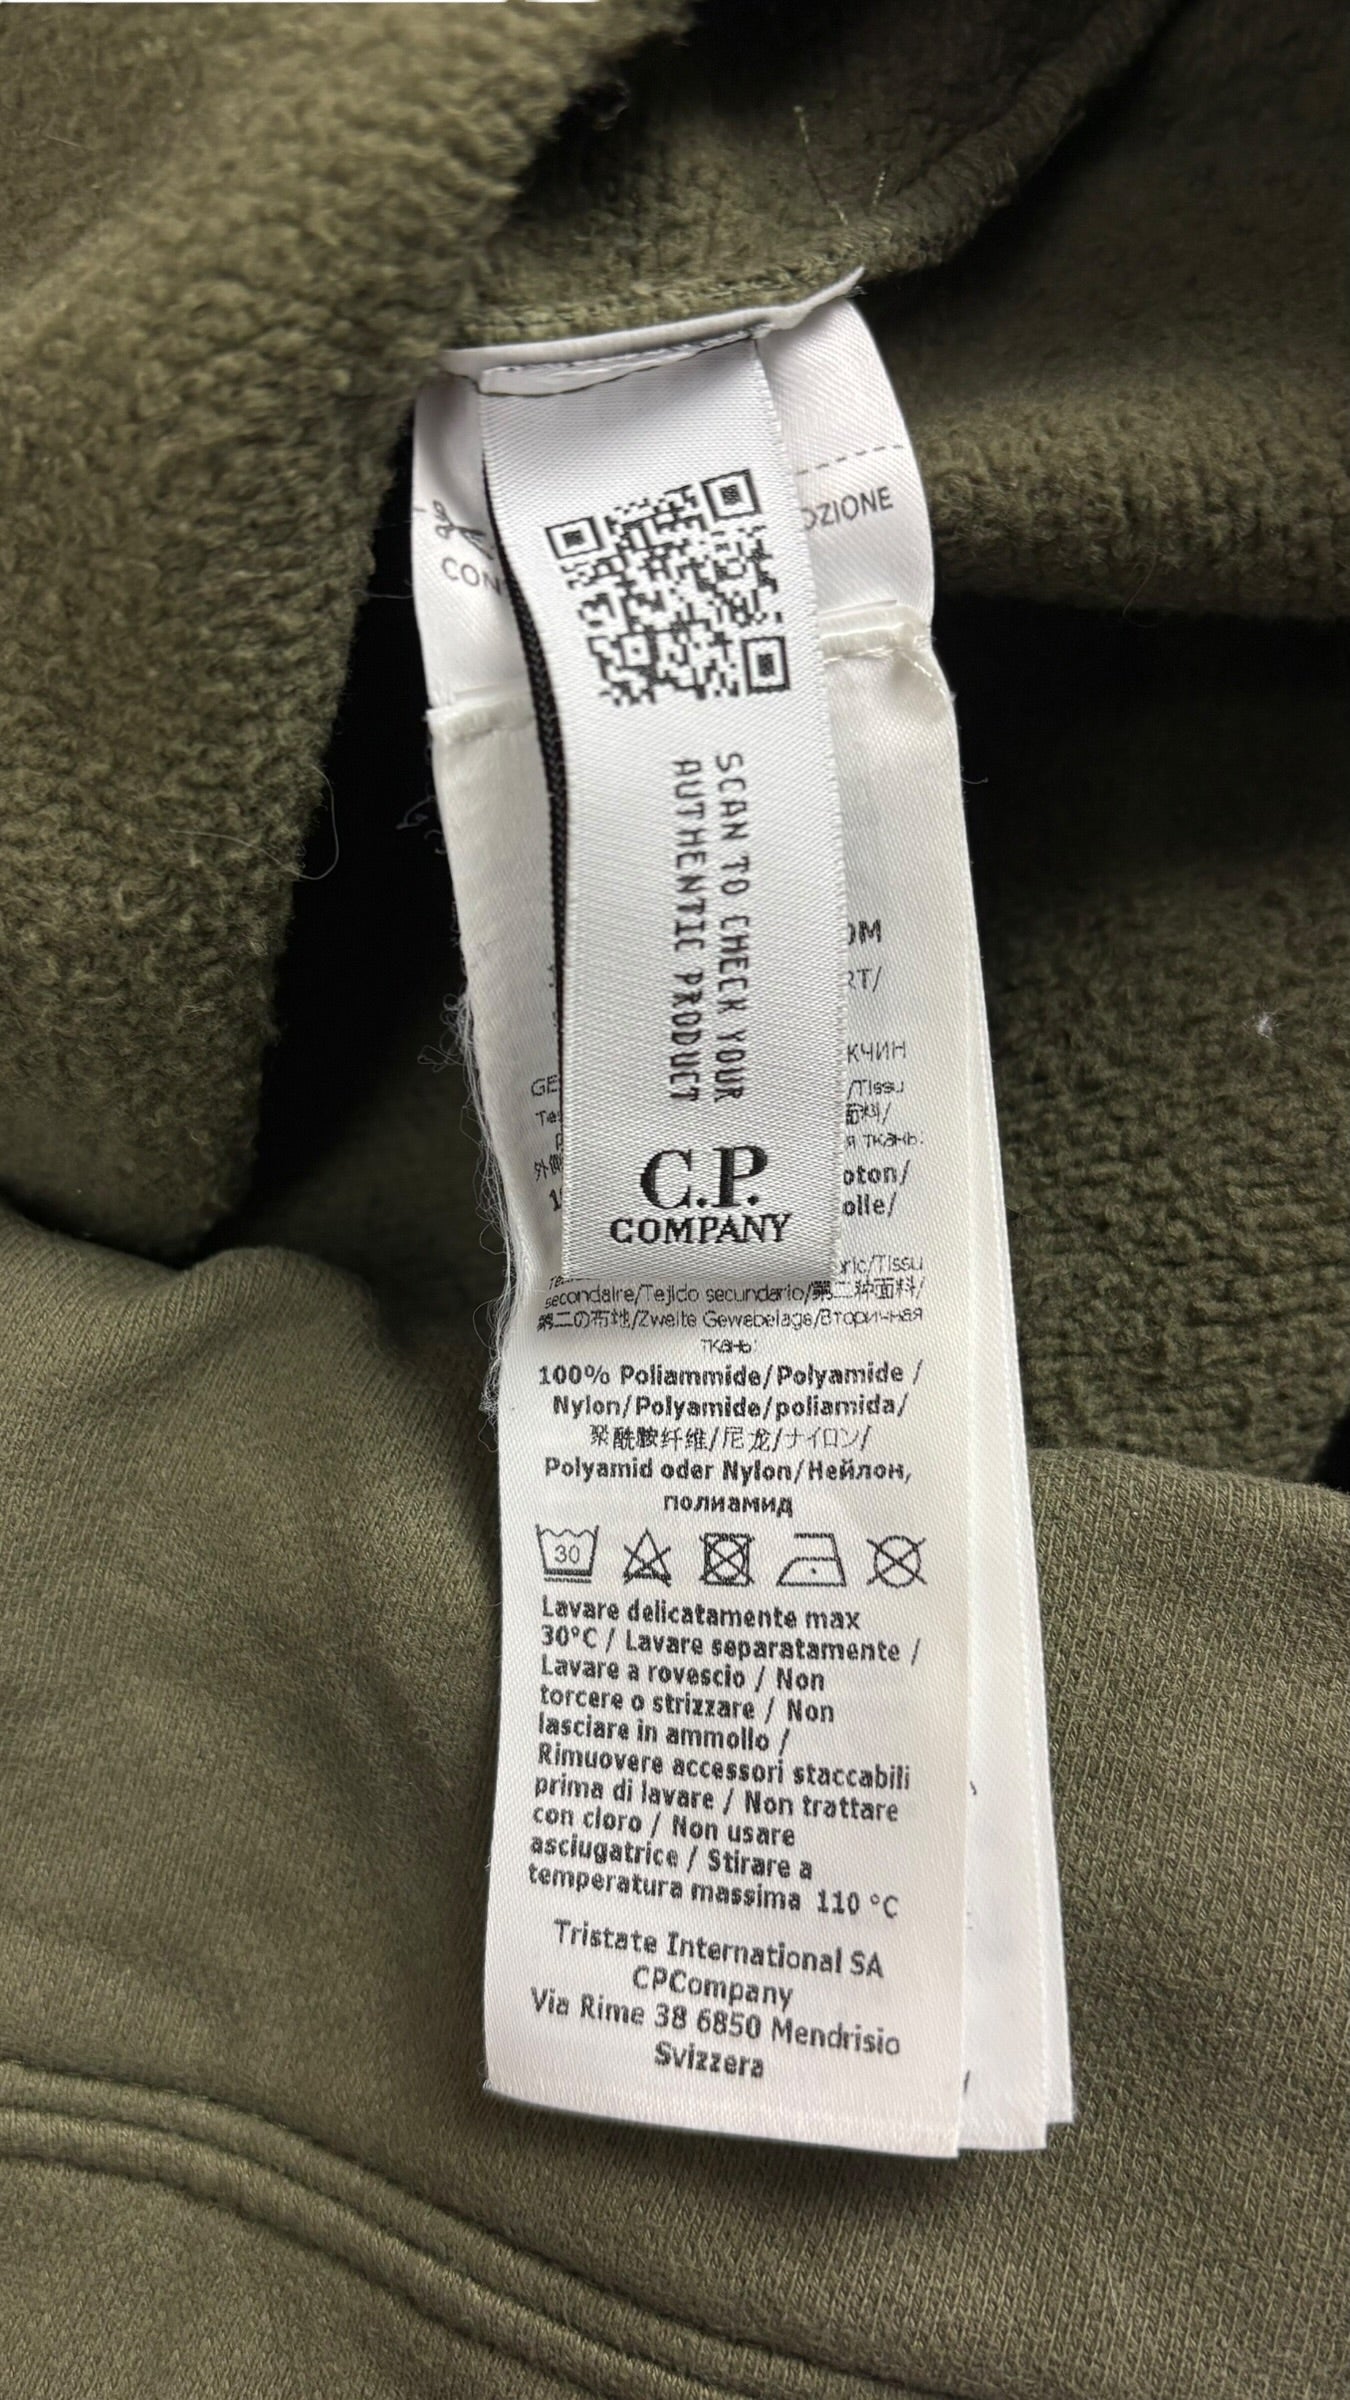 SCAN TO CHECK YOUR
AUTHENTIC PRODUCT
C.P.
COMPANY
secondaire/Tejido secundario/第二种面料/
第二の布地/Zweite Gewebelage/Вторичная
ткань:
100% Poliammide/Polyamide /
Nylon/Polyamide/poliamida/
聚酰胺纤维/尼龙/ナイロン/
Polyamid oder Nylon/Нейлон,
полиамид
30
Lavare delicatamente max
30°C / Lavare separatamente /
Lavare a rovescio / Non
torcere o strizzare / Non
lasciare in ammollo /
Rimuovere accessori staccabili
prima di lavare / Non trattare
con cloro / Non usare
asciugatrice / Stirare a
temperatura massima 110 °C
Tristate International SA
CPCompany
Via Rime 38 6850 Mendrisio
Svizzera